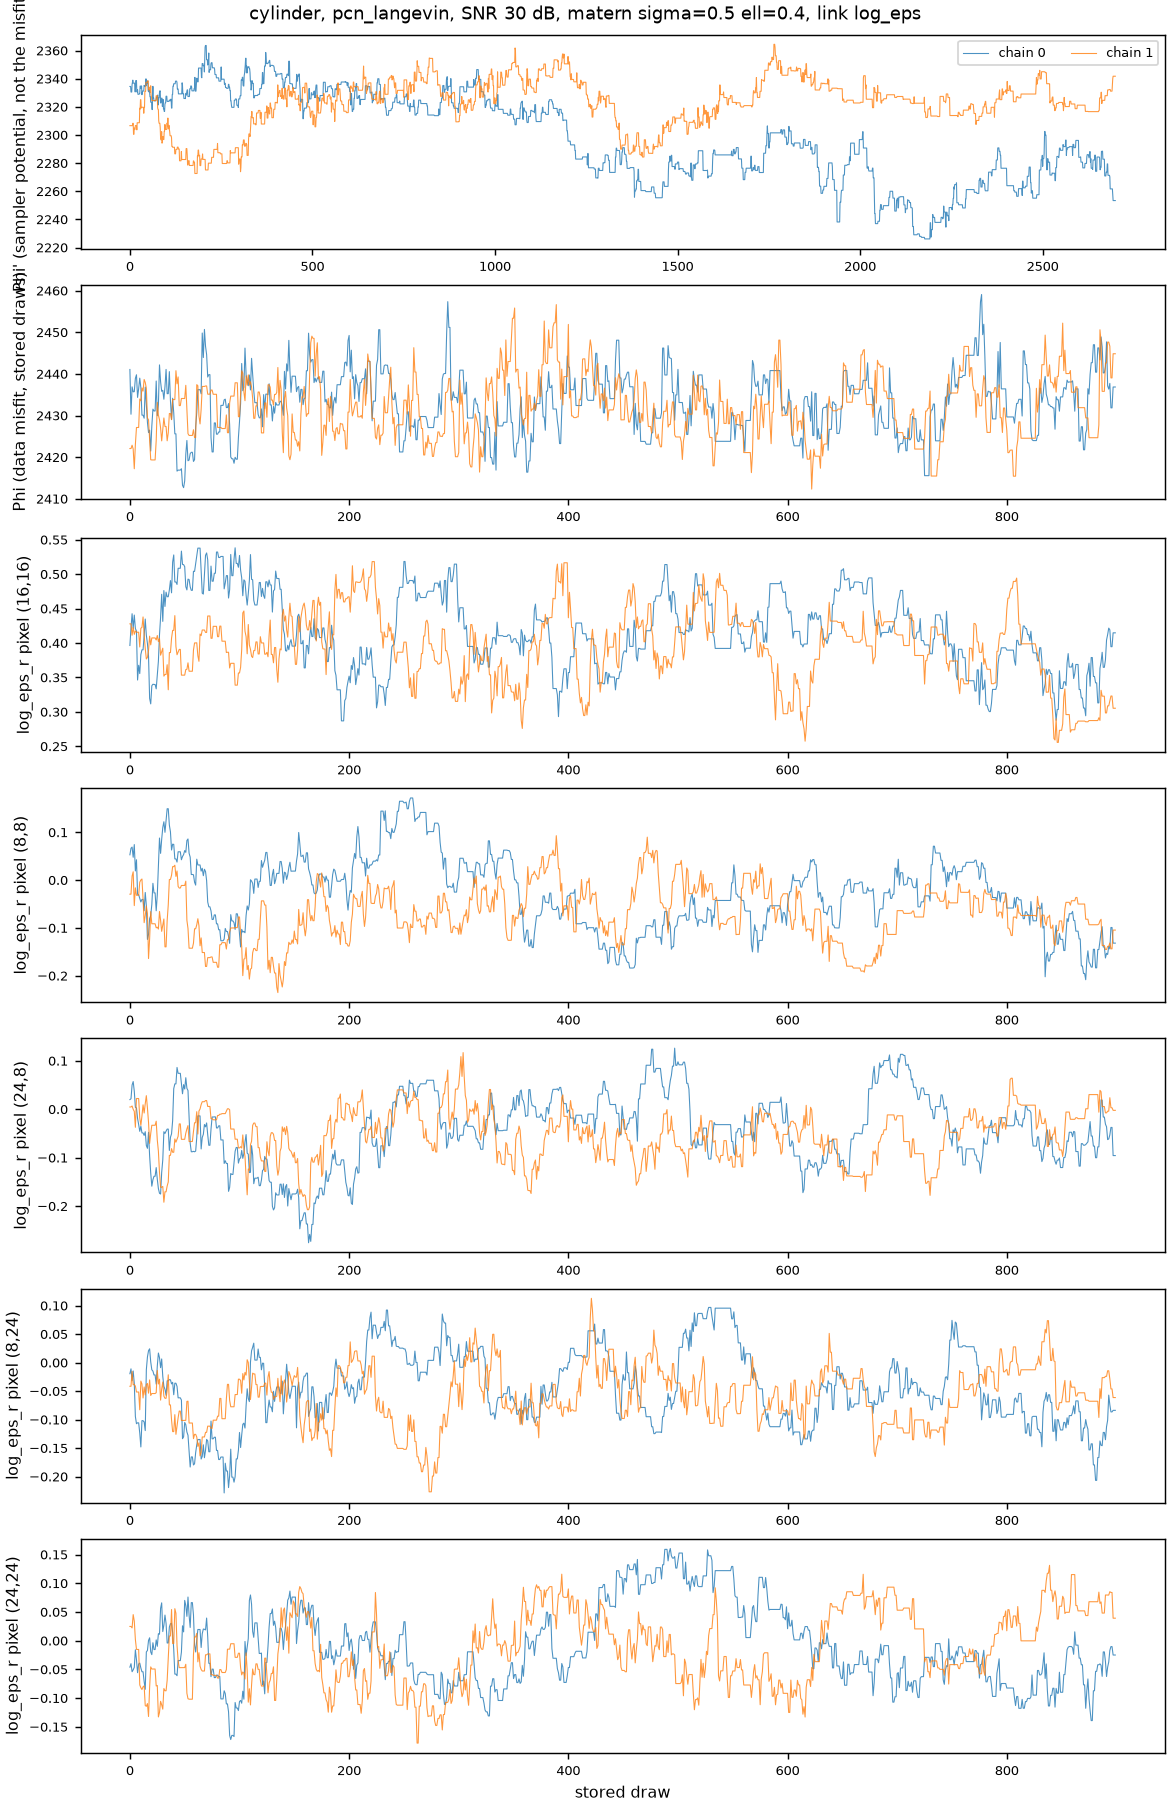 cylinder, pcn_langevin, SNR 30 dB, matern sigma=0.5 ell=0.4, link log_eps
Phi' (sampler potential, not the misfit
chain 0
chain 1
2360
2340
2320
2300
2280
2260
2240
2220
0 500 1000 1500 2000 2500
Phi (data misfit, stored draws)
2460
2450
2440
2430
2420
2410
0 200 400 600 800
log_eps_r pixel (16,16)
0.55
0.50
0.45
0.40
0.35
0.30
0.25
0 200 400 600 800
log_eps_r pixel (8,8)
0.1
0.0
−0.1
−0.2
0 200 400 600 800
log_eps_r pixel (24,8)
0.1
0.0
−0.1
−0.2
0 200 400 600 800
log_eps_r pixel (8,24)
0.10
0.05
0.00
−0.05
−0.10
−0.15
−0.20
0 200 400 600 800
log_eps_r pixel (24,24)
0.15
0.10
0.05
0.00
−0.05
−0.10
−0.15
0 200 400 600 800
stored draw